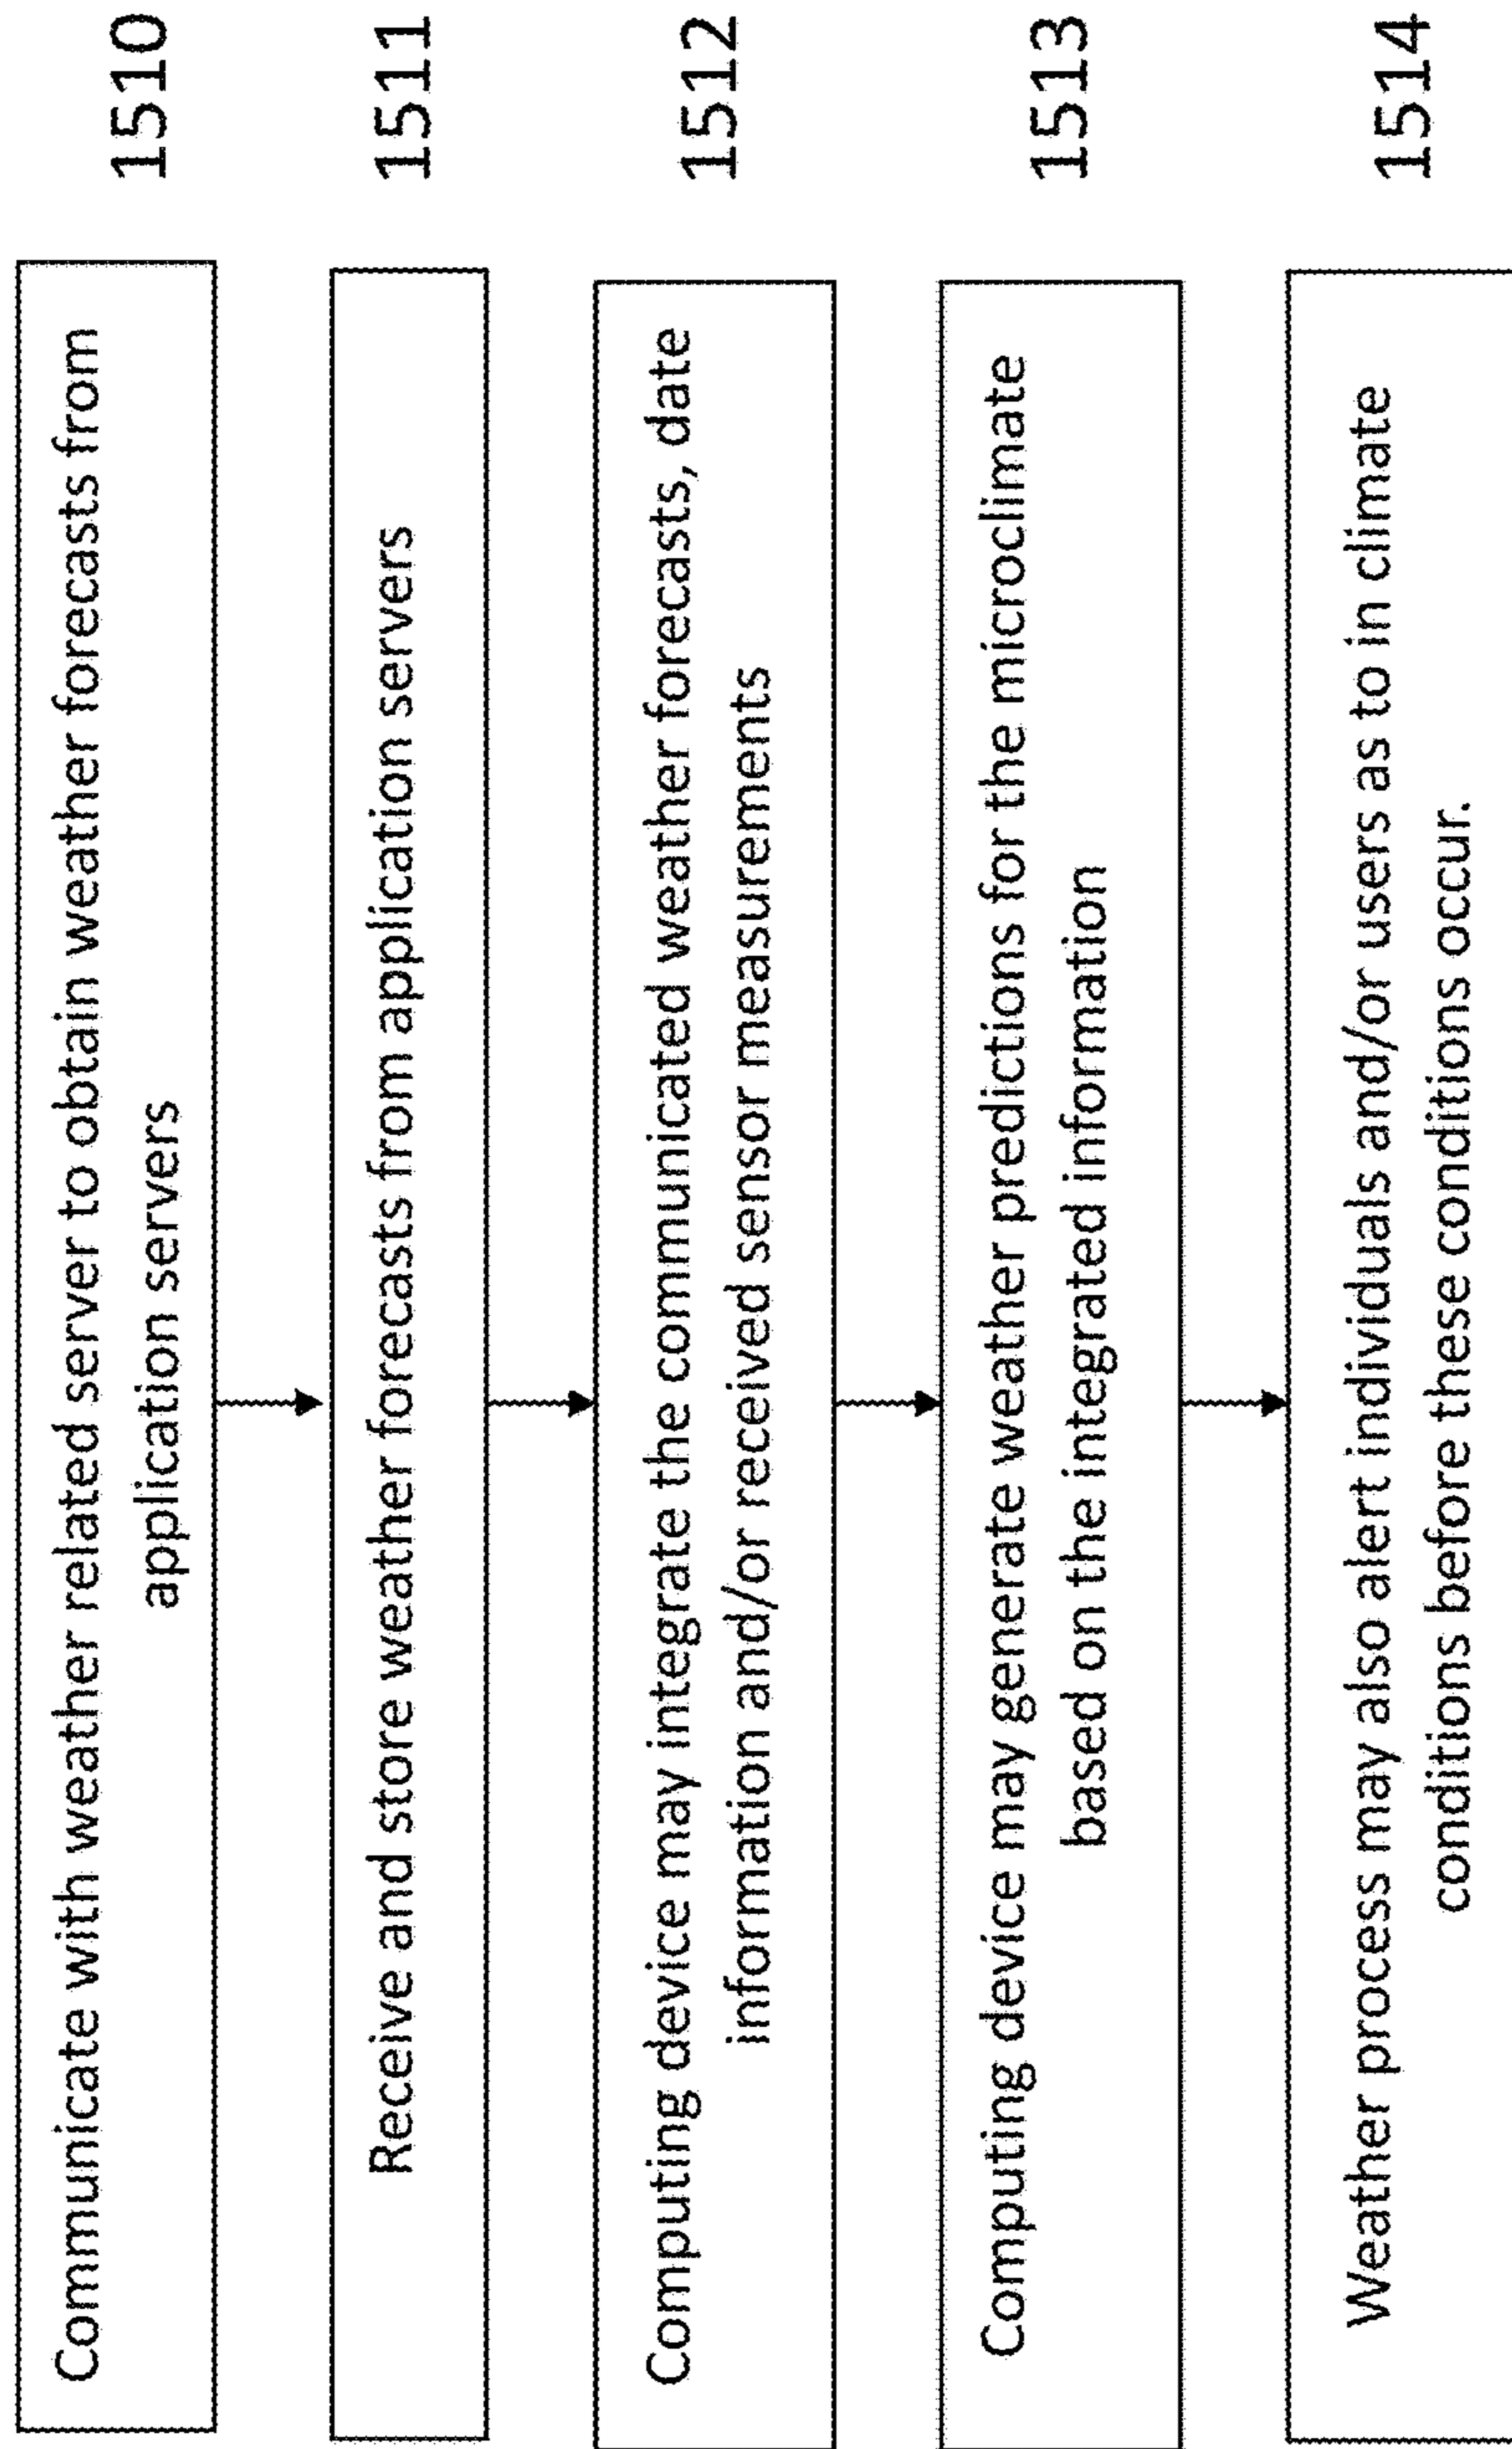 Communicate with weather related server to obtain weather forecasts from
application servers
1510
Receive and store weather forecasts from application servers
1511
Computing device may integrate the communicated weather forecasts, date
information and/or received sensor measurements
1512
Computing device may generate weather predictions for the microclimate
based on the integrated information
1513
Weather process may also alert individuals and/or users as to in climate
conditions before these conditions occur.
1514